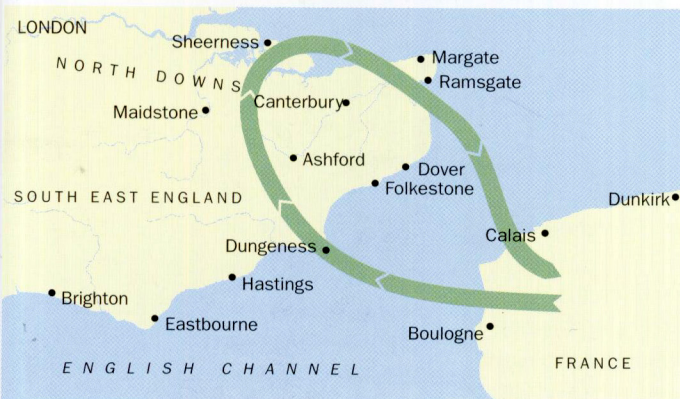 LONDON
Sheerness
Margate
NORTH DOWNS
Ramsgate
Canterbury
Maidstone
Ashford
Dover
Folkestone
SOUTH EAST ENGLAND
Dunkirk
Calais
Dungeness
Hastings
Brighton
Eastbourne
Boulogne
ENGLISH CHANNEL
FRANCE